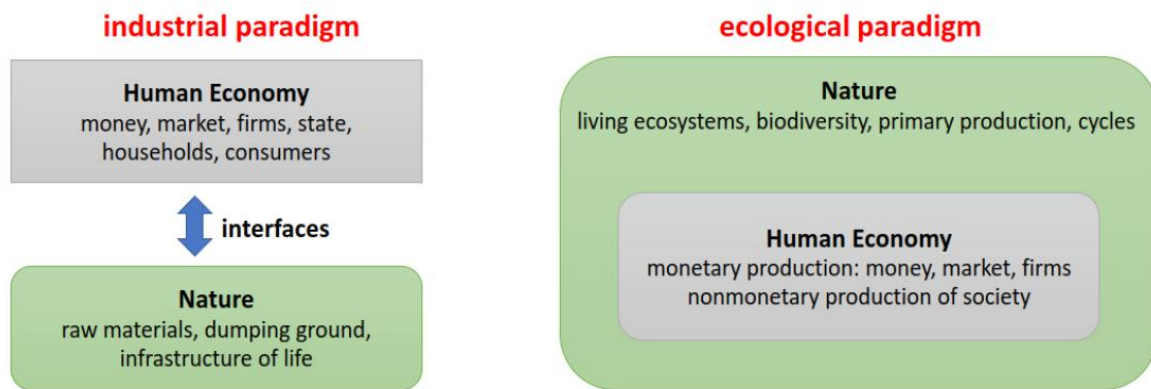 industrial paradigm
Human Economy
money, market, firms, state,
households, consumers
interfaces
Nature
raw materials, dumping ground,
infrastructure of life
ecological paradigm
Nature
living ecosystems, biodiversity, primary production, cycles
Human Economy
monetary production: money, market, firms
nonmonetary production of society